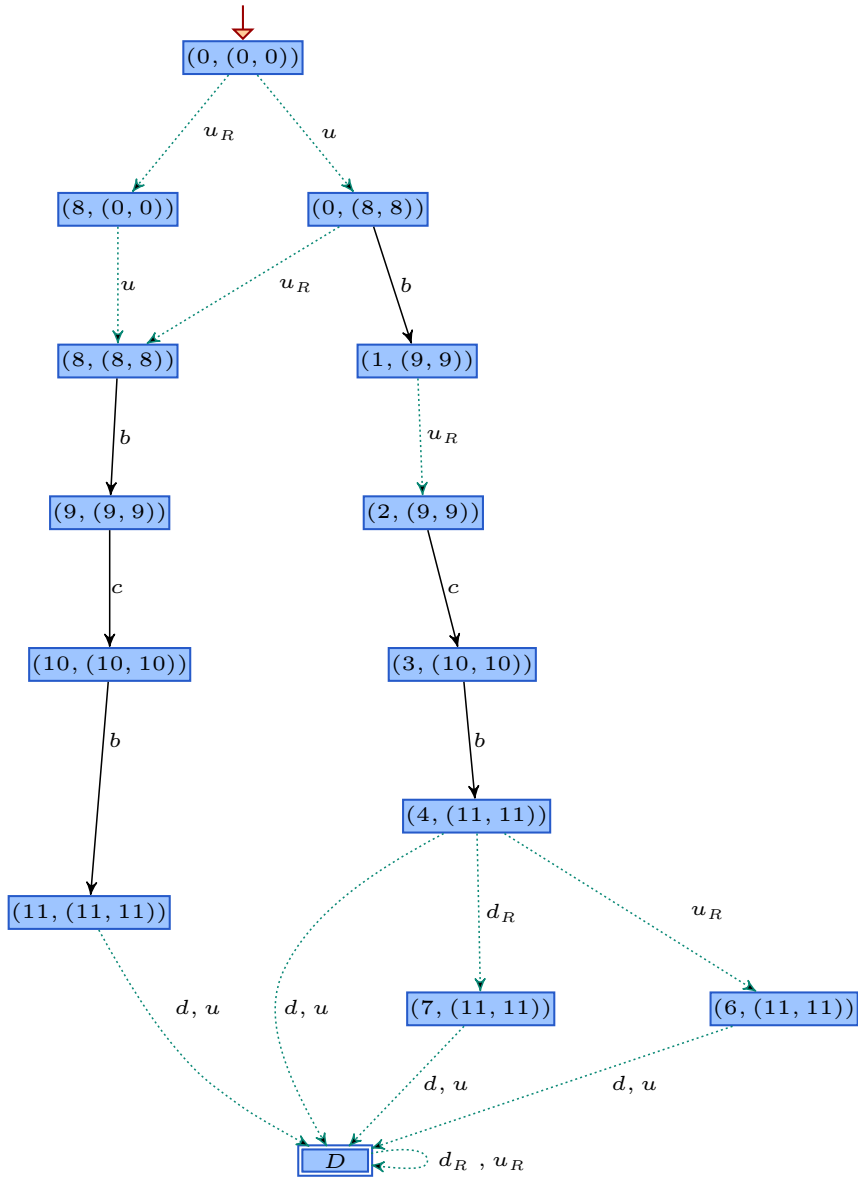 (0, (0, 0))
u_R u
(8, (0, 0)) (0, (8, 8))
u u_R b
(8, (8, 8)) (1, (9, 9))
b u_R
(9, (9, 9)) (2, (9, 9))
c c
(10, (10, 10)) (3, (10, 10))
b b
(4, (11, 11))
(11, (11, 11)) d_R u_R
d, u d, u (7, (11, 11)) (6, (11, 11))
d, u d, u
D d_R , u_R